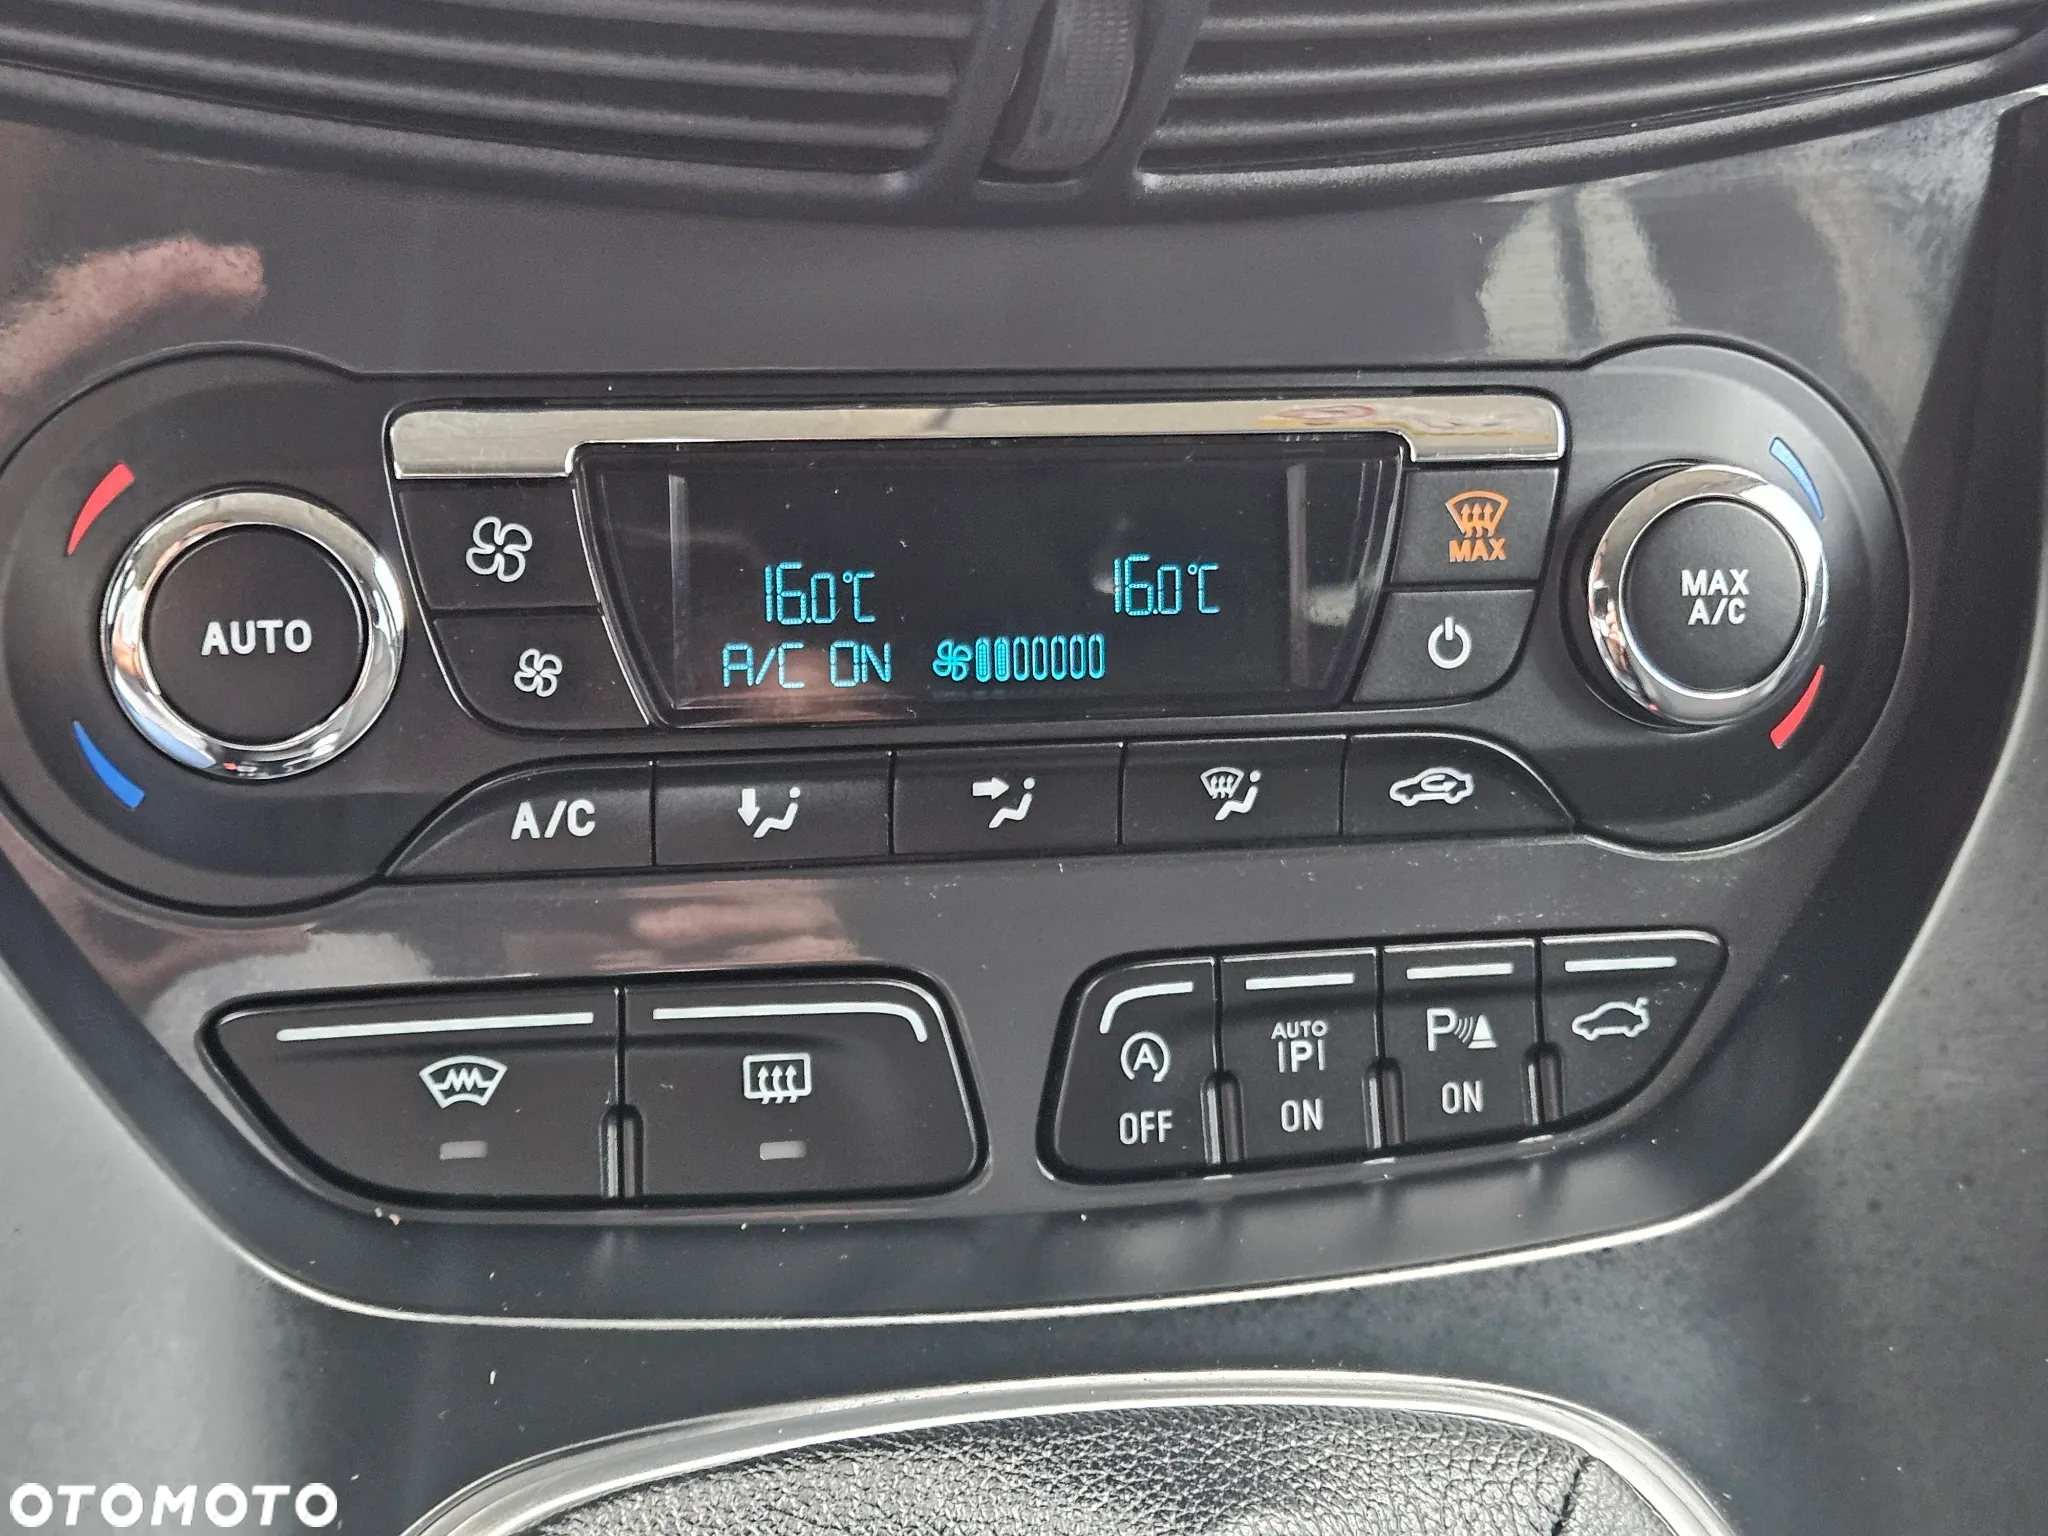 16.0°C 16.0°C
A/C ON
AUTO
MAX
MAX
A/C
A/C
A
OFF
AUTO
P
ON
P
ON
OTOMOTO